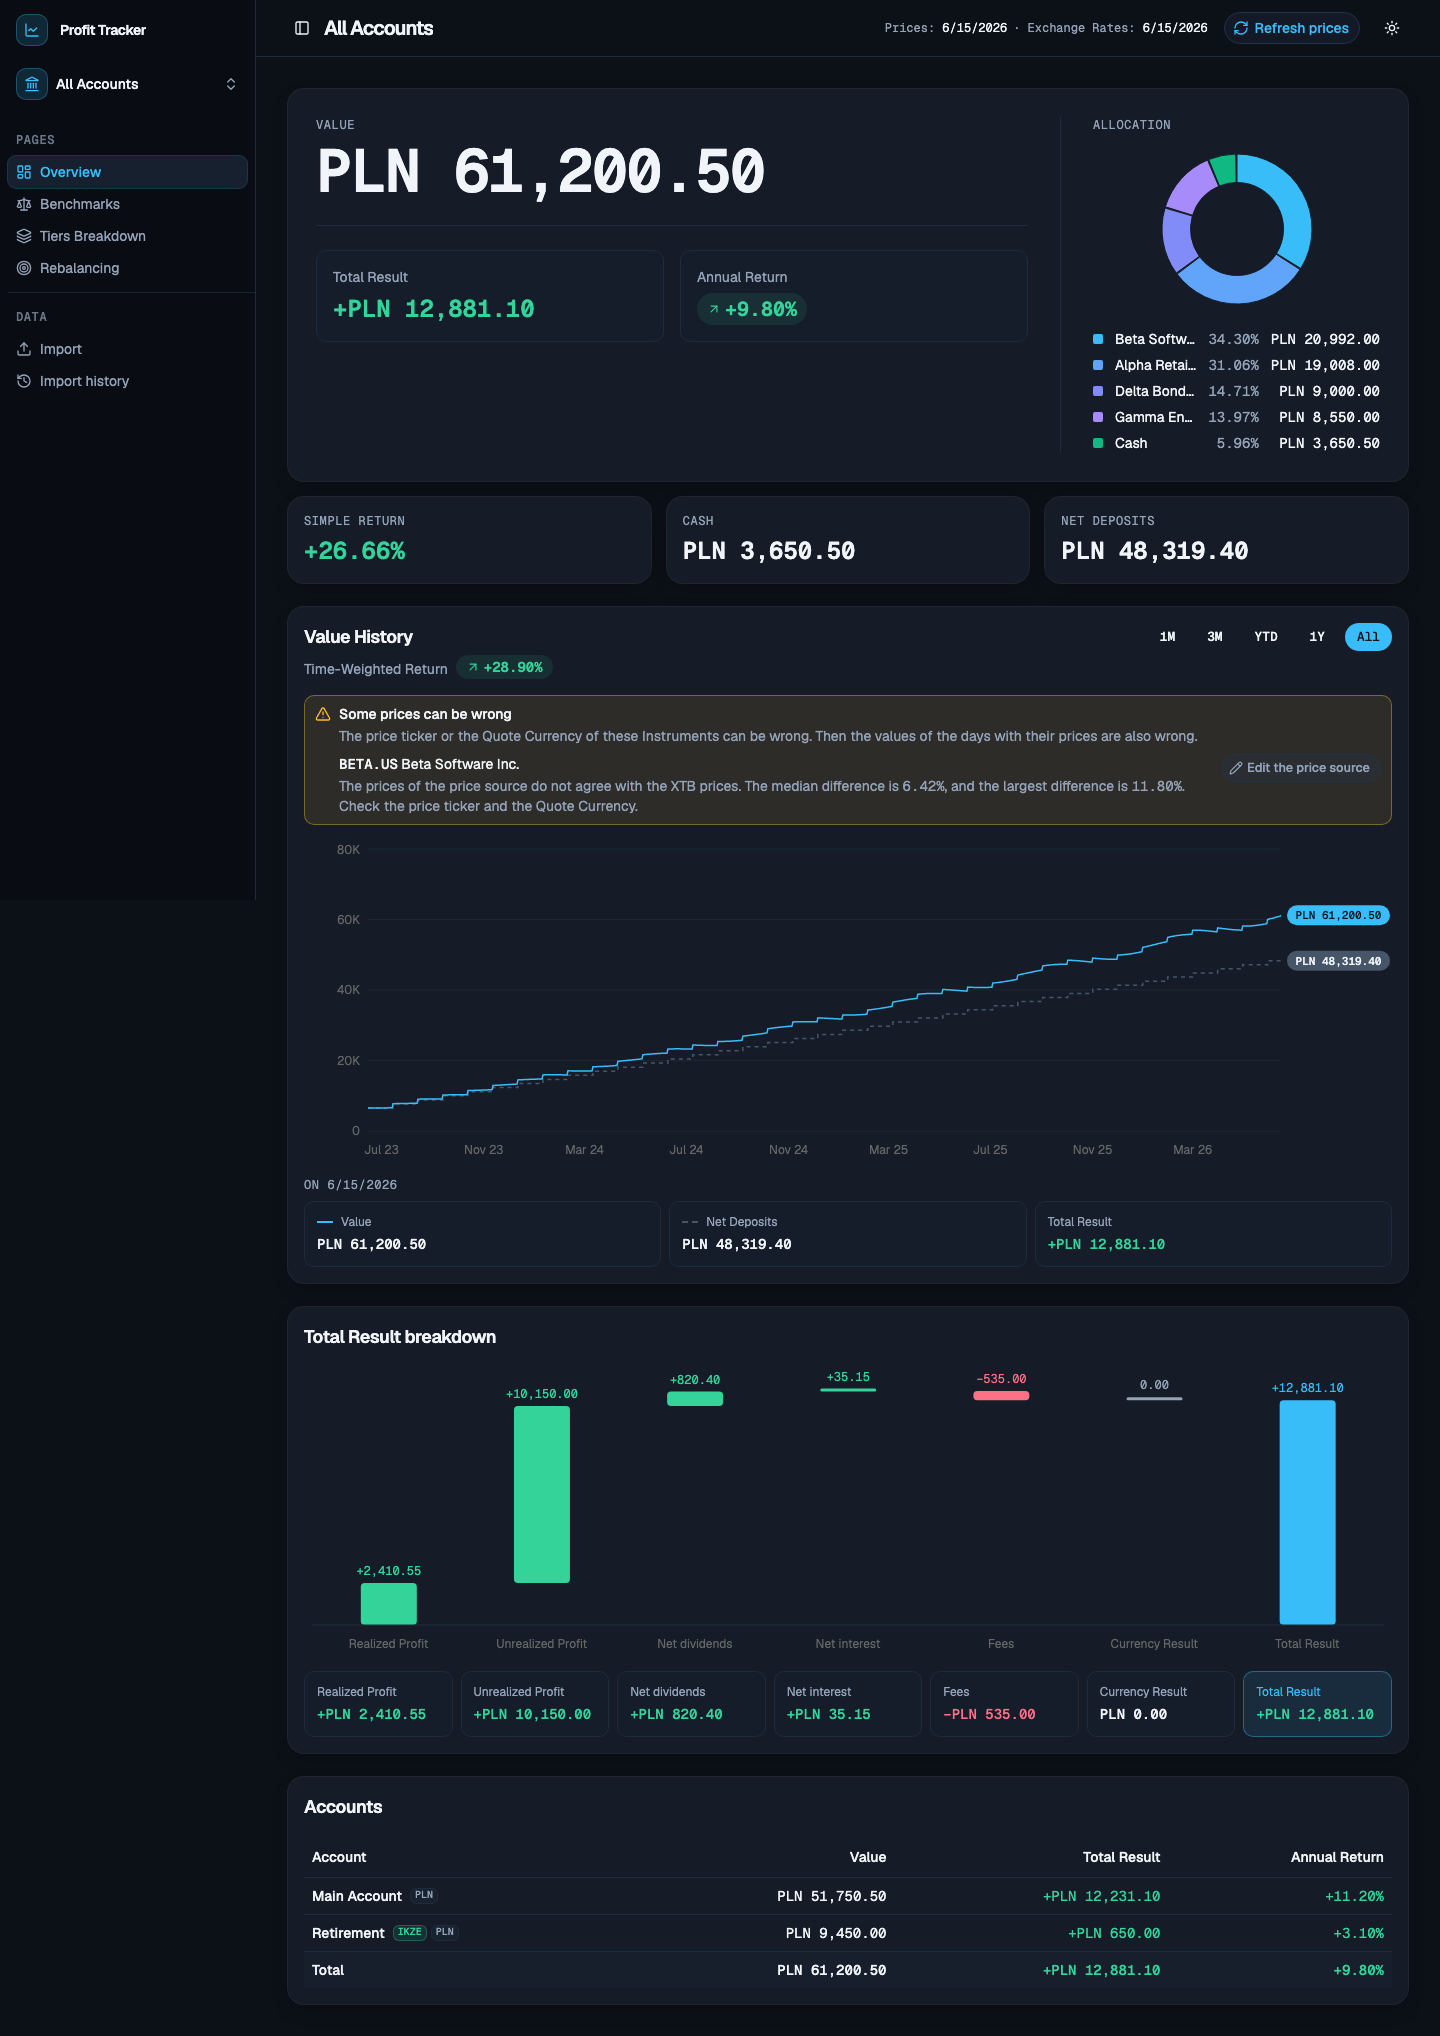 Profit Tracker
All Accounts
PAGES
Overview
Benchmarks
Tiers Breakdown
Rebalancing
DATA
Import
Import history
All Accounts
Prices: 6/15/2026 · Exchange Rates: 6/15/2026
Refresh prices
VALUE
PLN 61,200.50
Total Result
+PLN 12,881.10
Annual Return
+9.80%
ALLOCATION
Beta Softw… 34.30% PLN 20,992.00
Alpha Retai… 31.06% PLN 19,008.00
Delta Bond… 14.71% PLN 9,000.00
Gamma En… 13.97% PLN 8,550.00
Cash 5.96% PLN 3,650.50
SIMPLE RETURN
+26.66%
CASH
PLN 3,650.50
NET DEPOSITS
PLN 48,319.40
Value History
1M 3M YTD 1Y All
Time-Weighted Return +28.90%
Some prices can be wrong
The price ticker or the Quote Currency of these Instruments can be wrong. Then the values of the days with their prices are also wrong.
BETA.US Beta Software Inc.
The prices of the price source do not agree with the XTB prices. The median difference is 6.42%, and the largest difference is 11.80%.
Check the price ticker and the Quote Currency.
Edit the price source
80K
60K
40K
20K
0
PLN 61,200.50
PLN 48,319.40
Jul 23 Nov 23 Mar 24 Jul 24 Nov 24 Mar 25 Jul 25 Nov 25 Mar 26
ON 6/15/2026
Value
PLN 61,200.50
Net Deposits
PLN 48,319.40
Total Result
+PLN 12,881.10
Total Result breakdown
+2,410.55
+10,150.00
+820.40
+35.15
−535.00
0.00
+12,881.10
Realized Profit Unrealized Profit Net dividends Net interest Fees Currency Result Total Result
Realized Profit
+PLN 2,410.55
Unrealized Profit
+PLN 10,150.00
Net dividends
+PLN 820.40
Net interest
+PLN 35.15
Fees
−PLN 535.00
Currency Result
PLN 0.00
Total Result
+PLN 12,881.10
Accounts
Account Value Total Result Annual Return
Main Account PLN PLN 51,750.50 +PLN 12,231.10 +11.20%
Retirement IKZE PLN PLN 9,450.00 +PLN 650.00 +3.10%
Total PLN 61,200.50 +PLN 12,881.10 +9.80%